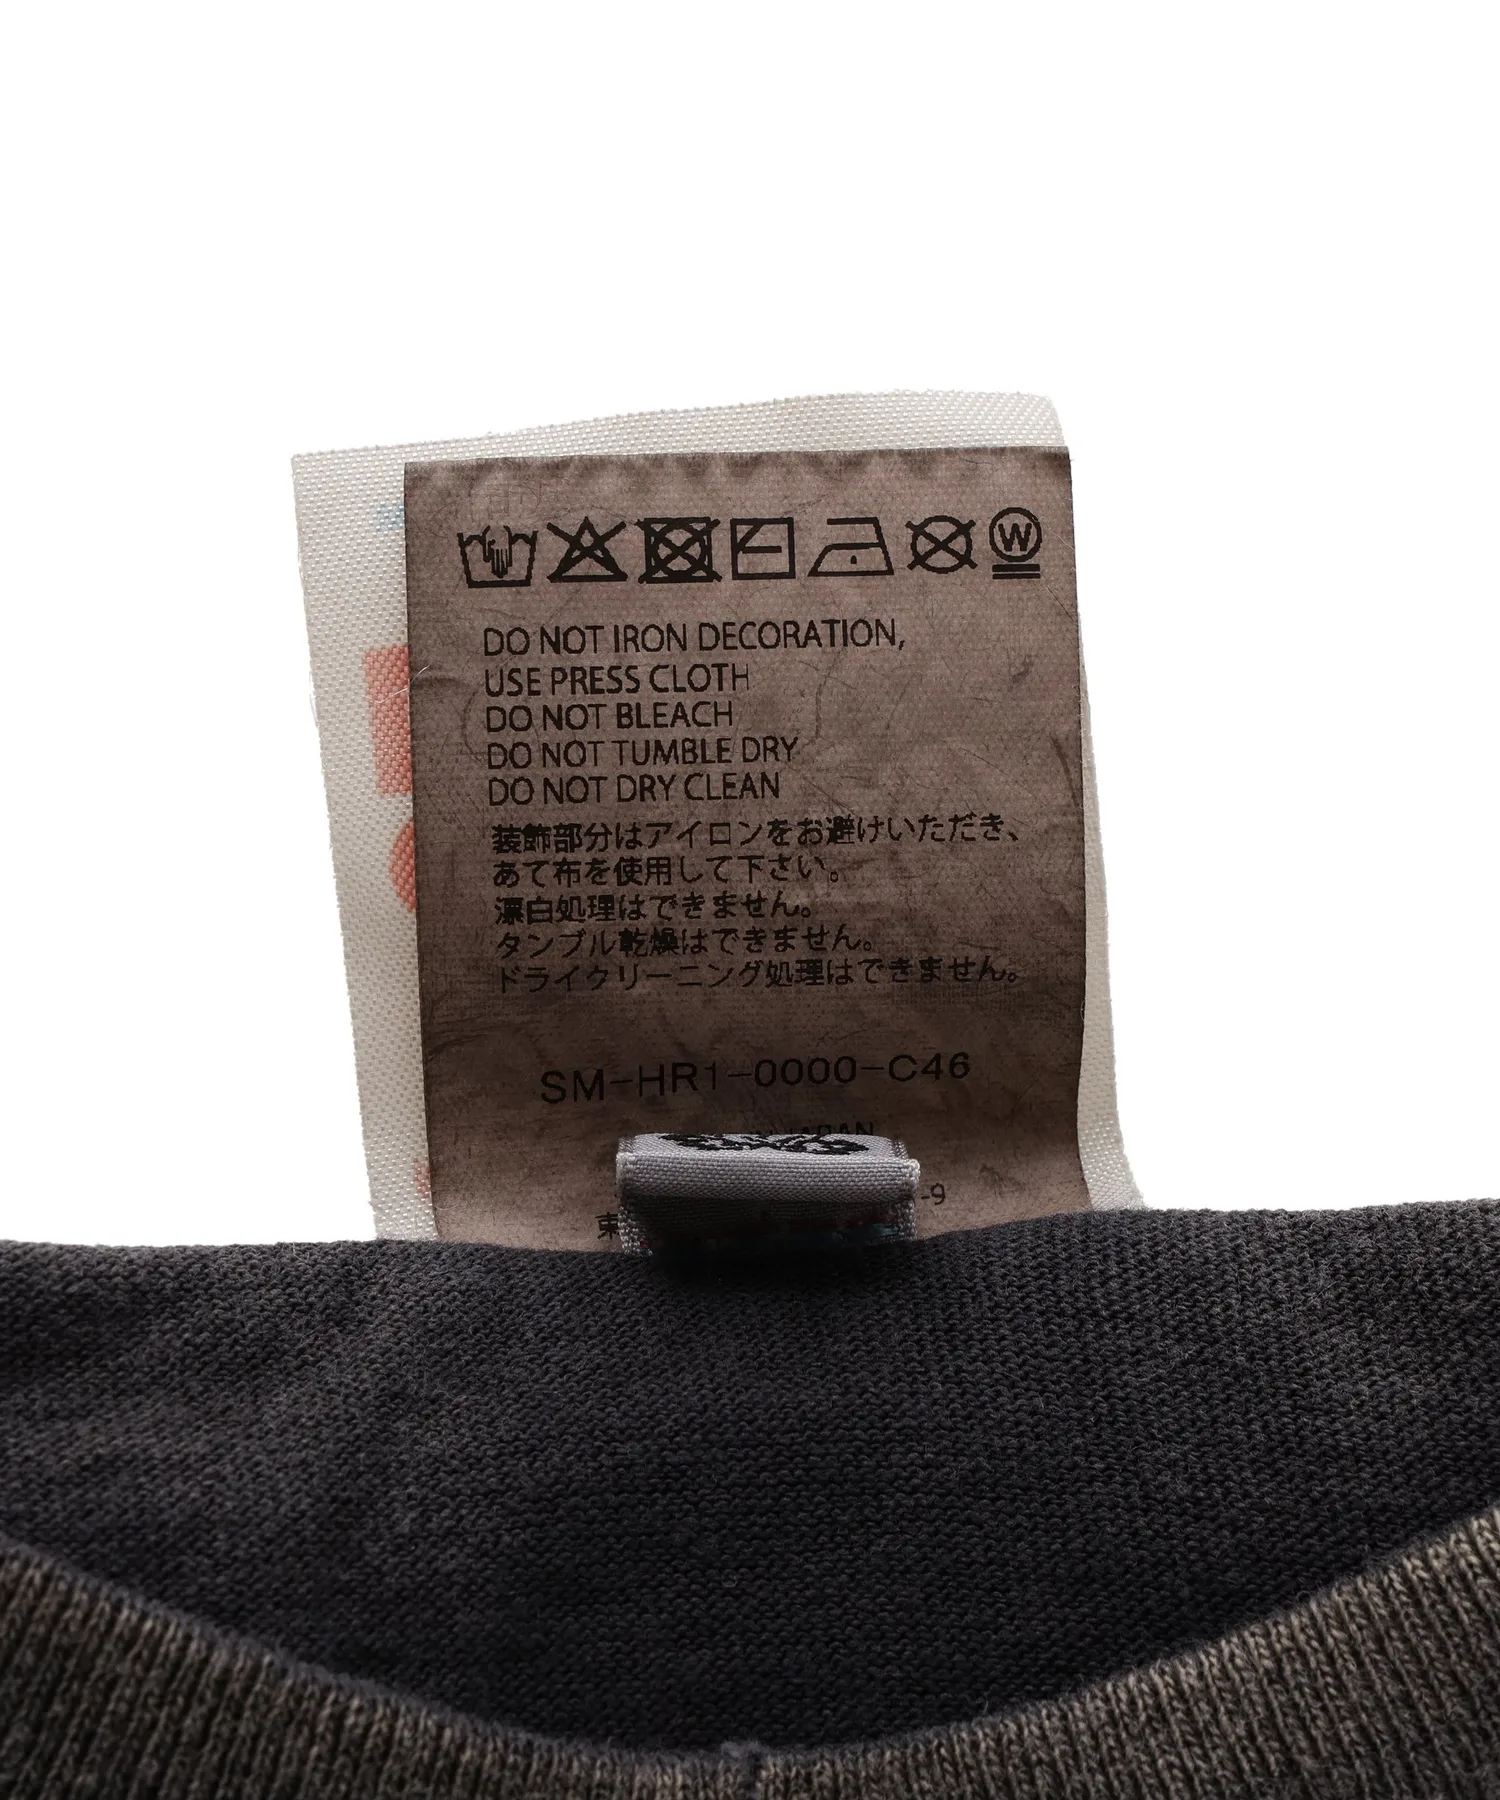 W
DO NOT IRON DECORATION,
USE PRESS CLOTH
DO NOT BLEACH
DO NOT TUMBLE DRY
DO NOT DRY CLEAN
装飾部分はアイロンをお避けいただき、
あて布を使用して下さい。
漂白処理はできません。
タンブル乾燥はできません。
ドライクリーニング処理はできません。
SM-HR1-0000-C46
JAPAN
-9
東